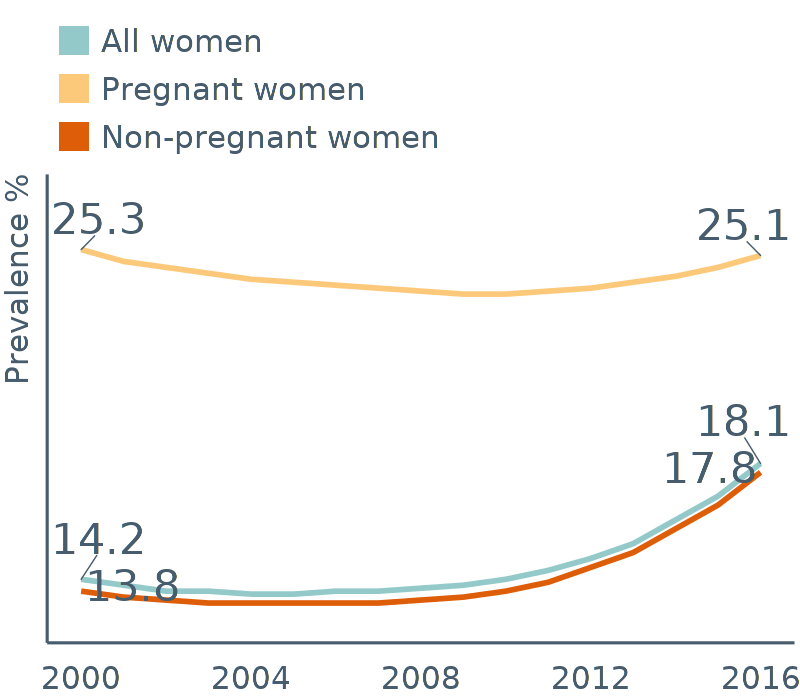 All women
Pregnant women
Non-pregnant women
Prevalence %
25.3
25.1
18.1
17.8
14.2
13.8
2000 2004 2008 2012 2016